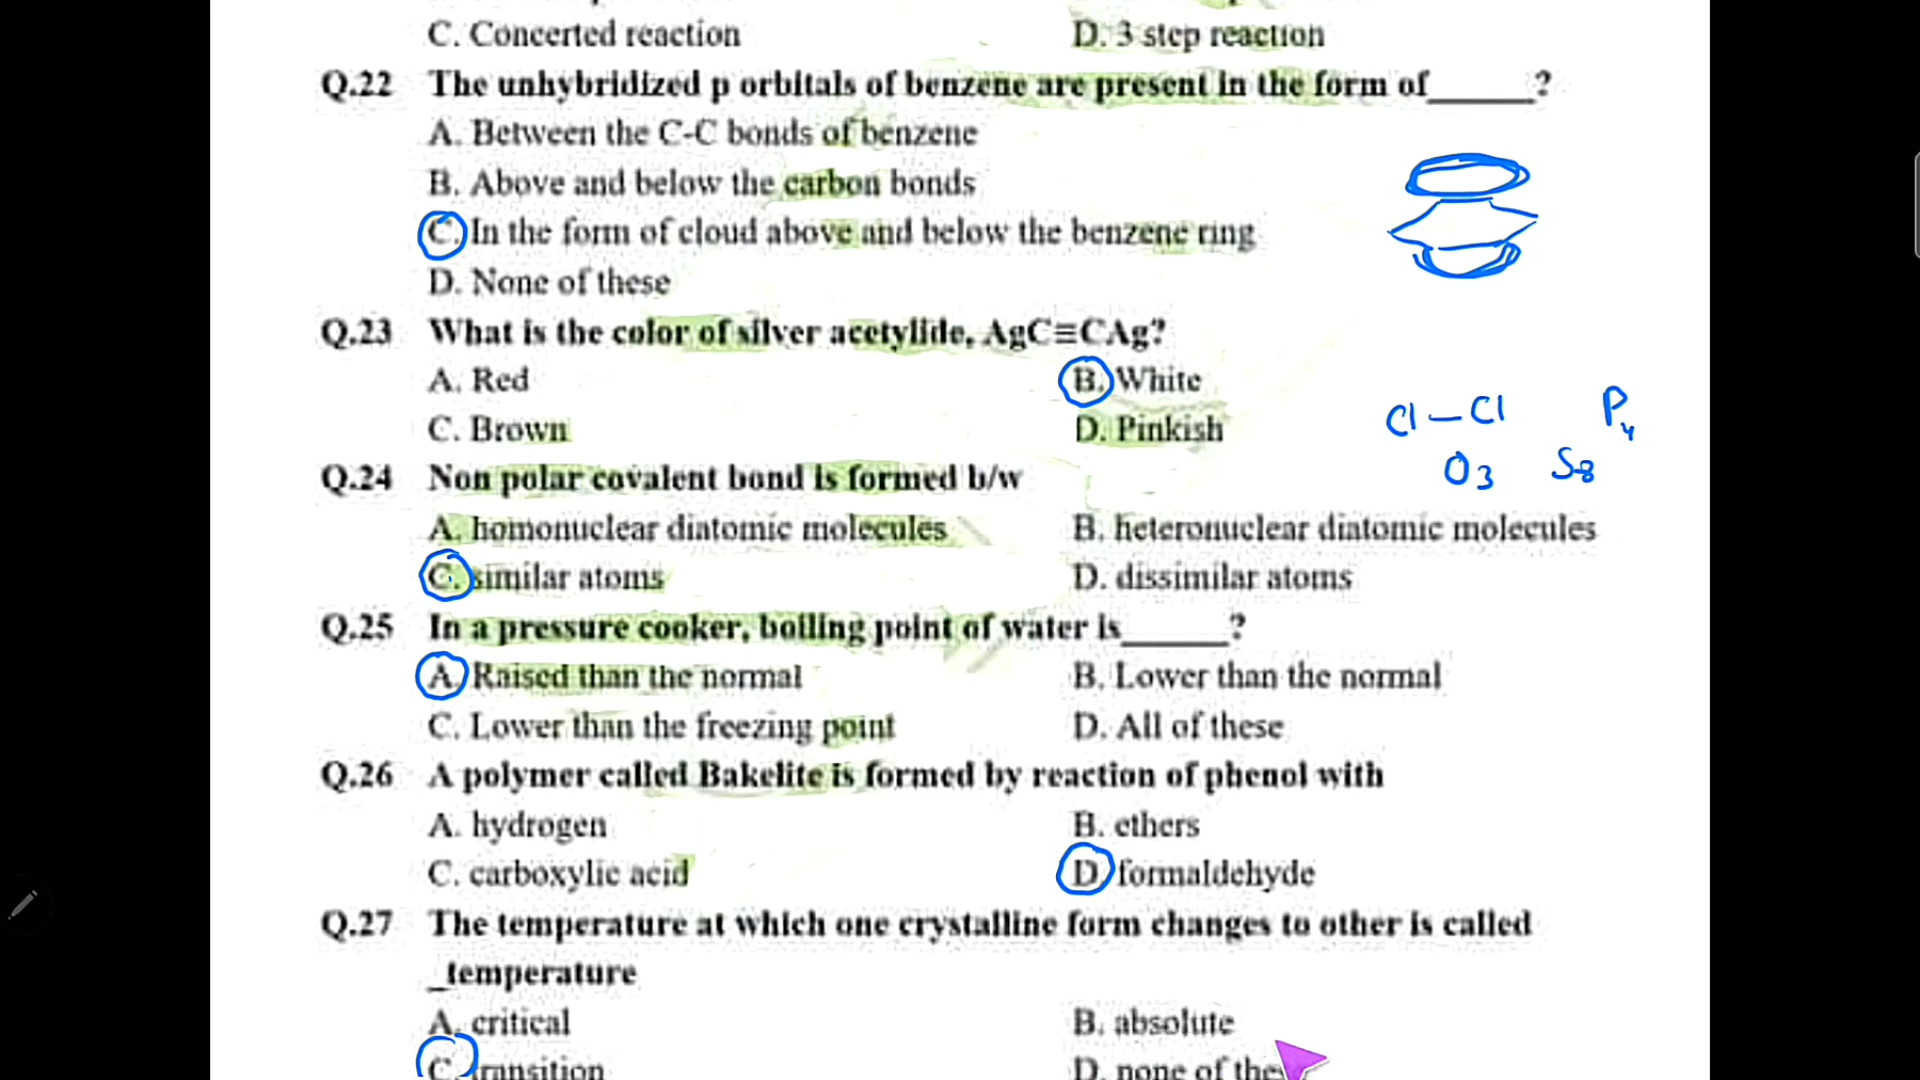 C. Concerted reaction D. 3 step reaction
Q.22 The unhybridized p orbitals of benzene are present in the form of______?
A. Between the C-C bonds of benzene
B. Above and below the carbon bonds
C. In the form of cloud above and below the benzene ring
D. None of these
Q.23 What is the color of silver acetylide, AgC≡CAg?
A. Red B. White
C. Brown D. Pinkish
Cl – Cl P4
O3 S8
Q.24 Non polar covalent bond is formed b/w
A. homonuclear diatomic molecules B. heteronuclear diatomic molecules
C. similar atoms D. dissimilar atoms
Q.25 In a pressure cooker, boiling point of water is______?
A. Raised than the normal B. Lower than the normal
C. Lower than the freezing point D. All of these
Q.26 A polymer called Bakelite is formed by reaction of phenol with
A. hydrogen B. ethers
C. carboxylic acid D. formaldehyde
Q.27 The temperature at which one crystalline form changes to other is called
_temperature
A. critical B. absolute
C. transition D. none of